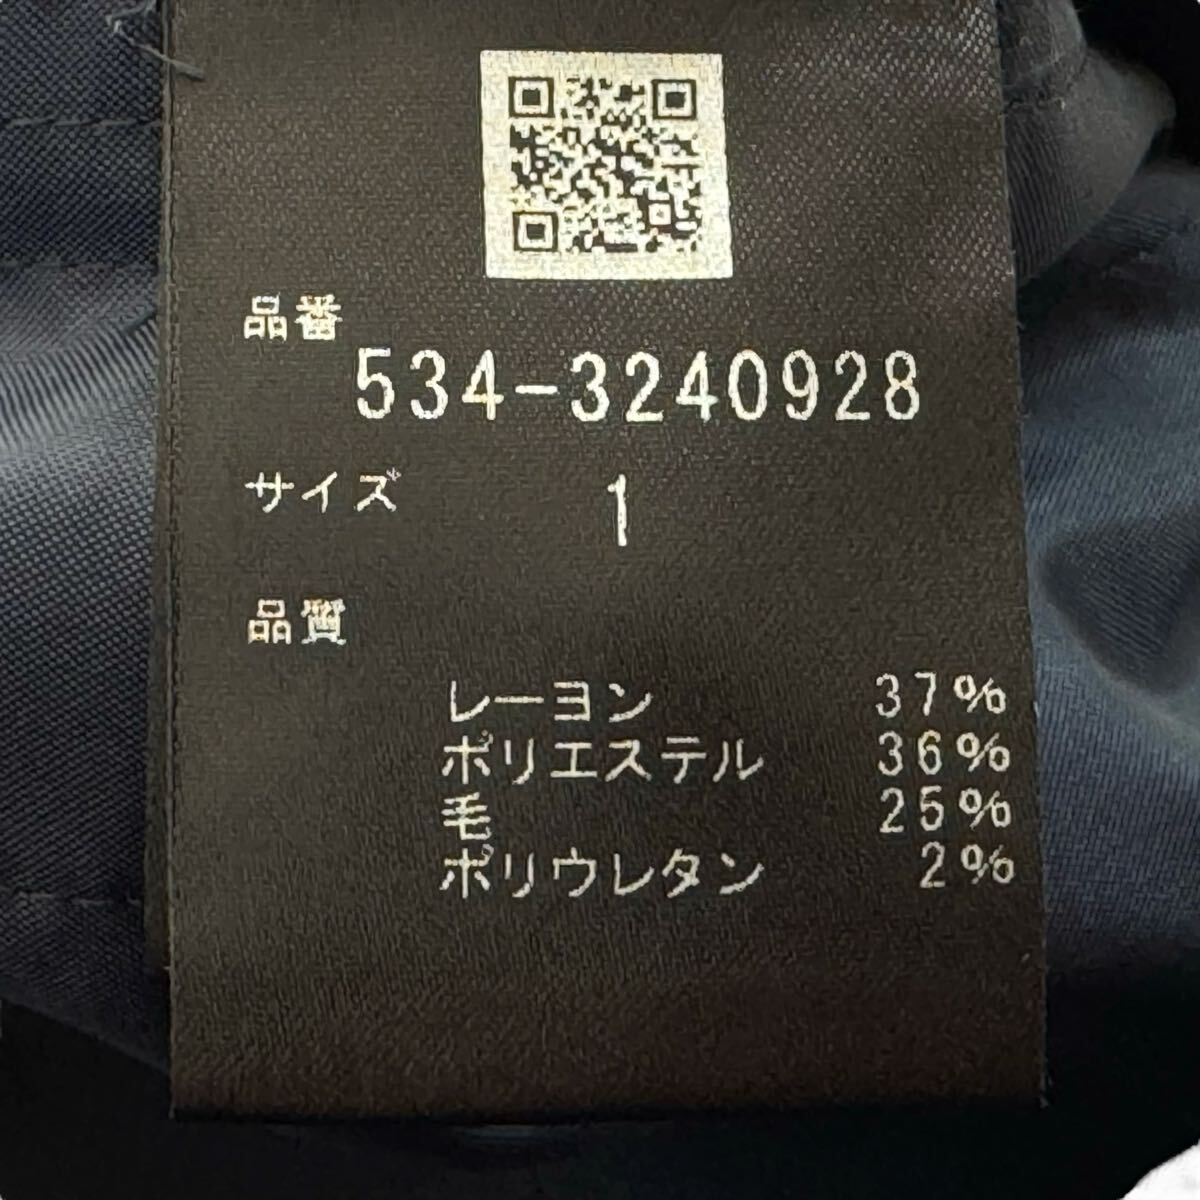 品番
534-3240928
サイズ 1
品質
レーヨン 37%
ポリエステル 36%
毛 25%
ポリウレタン 2%